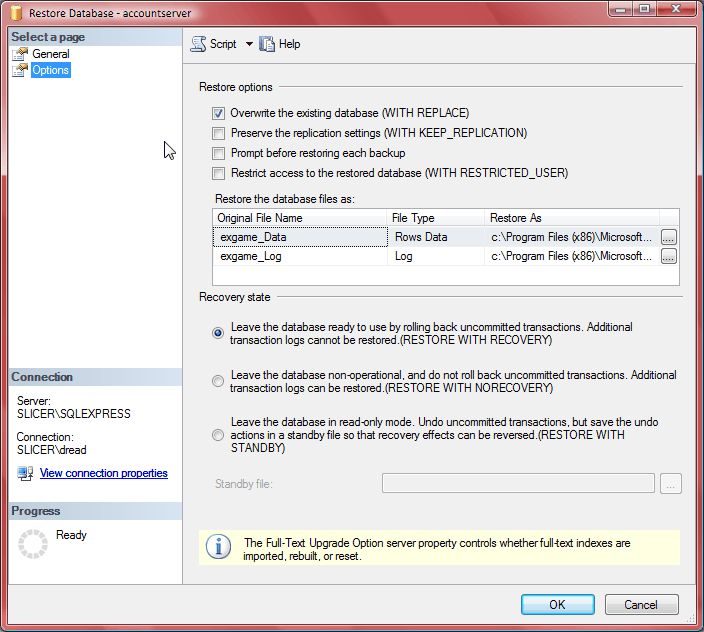 Restore Database - accountserver
Select a page
General
Options
Script
Help
Restore options
Overwrite the existing database (WITH REPLACE)
Preserve the replication settings (WITH KEEP_REPLICATION)
Prompt before restoring each backup
Restrict access to the restored database (WITH RESTRICTED_USER)
Restore the database files as:
Original File Name File Type Restore As
exgame_Data Rows Data c:\Program Files (x86)\Microsoft... ...
exgame_Log Log c:\Program Files (x86)\Microsoft... ...
Recovery state
Leave the database ready to use by rolling back uncommitted transactions. Additional
transaction logs cannot be restored.(RESTORE WITH RECOVERY)
Leave the database non-operational, and do not roll back uncommitted transactions. Additional
transaction logs can be restored.(RESTORE WITH NORECOVERY)
Leave the database in read-only mode. Undo uncommitted transactions, but save the undo
actions in a standby file so that recovery effects can be reversed.(RESTORE WITH
STANDBY)
Standby file: ...
Connection
Server:
SLICER\SQLEXPRESS
Connection:
SLICER\dread
View connection properties
Progress
Ready
The Full-Text Upgrade Option server property controls whether full-text indexes are
imported, rebuilt, or reset.
OK Cancel